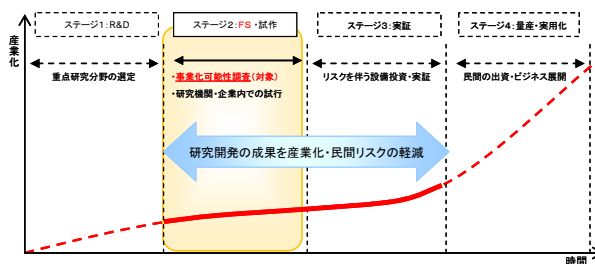 産業化
ステージ1:R&D
ステージ2:FS・試作
ステージ3:実証
ステージ4:量産・実用化
重点研究分野の選定
・事業化可能性調査(対象)
・研究機関・企業内での試行
リスクを伴う設備投資・実証
民間の出資・ビジネス展開
研究開発の成果を産業化・民間リスクの軽減
時間